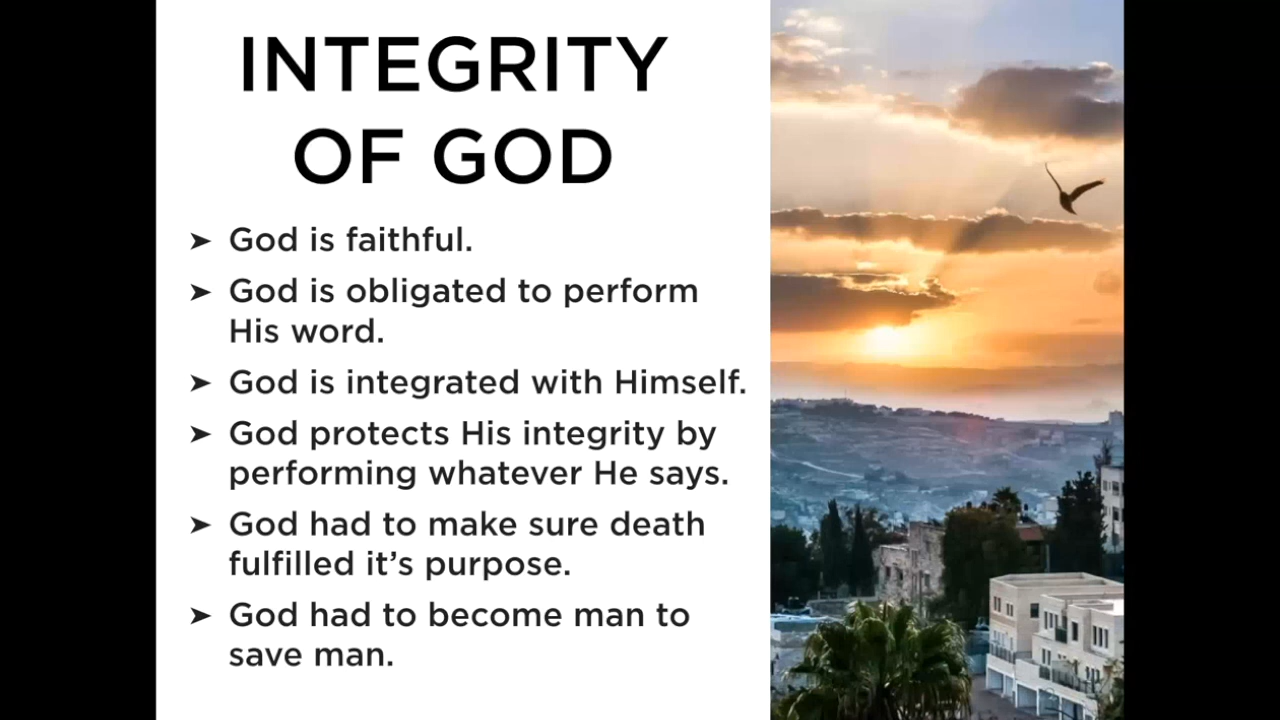 INTEGRITY
OF GOD
➤ God is faithful.
➤ God is obligated to perform
His word.
➤ God is integrated with Himself.
➤ God protects His integrity by
performing whatever He says.
➤ God had to make sure death
fulfilled it’s purpose.
➤ God had to become man to
save man.